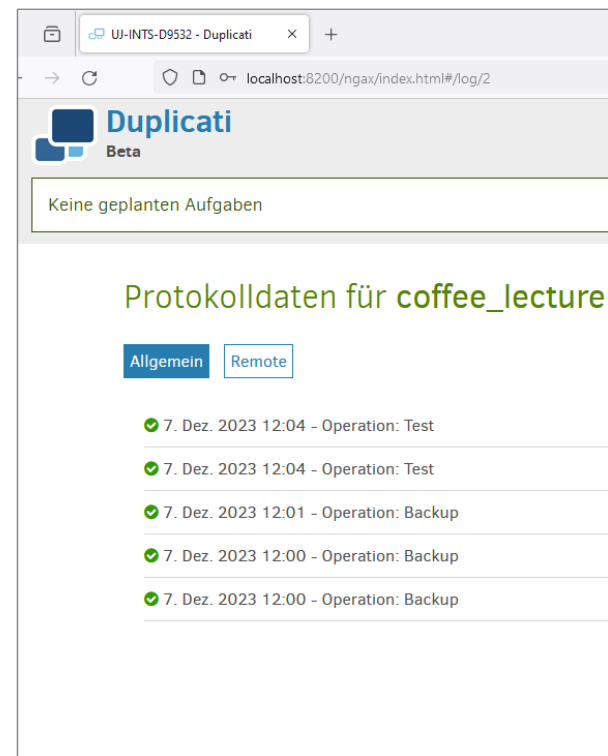 UJ-INTS-D9532 - Duplicati
localhost:8200/ngax/index.html#/log/2
Duplicati
Beta
Keine geplanten Aufgaben
Protokolldaten für coffee_lecture
Allgemein
Remote
7. Dez. 2023 12:04 - Operation: Test
7. Dez. 2023 12:04 - Operation: Test
7. Dez. 2023 12:01 - Operation: Backup
7. Dez. 2023 12:00 - Operation: Backup
7. Dez. 2023 12:00 - Operation: Backup